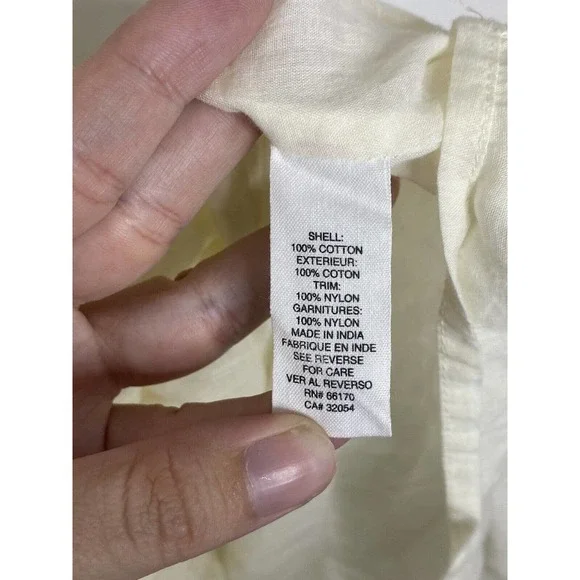 SHELL:
100% COTTON
EXTERIEUR:
100% COTON
TRIM:
100% NYLON
GARNITURES:
100% NYLON
MADE IN INDIA
FABRIQUE EN INDE
SEE REVERSE
FOR CARE
VER AL REVERSO
RN# 66170
CA# 32054